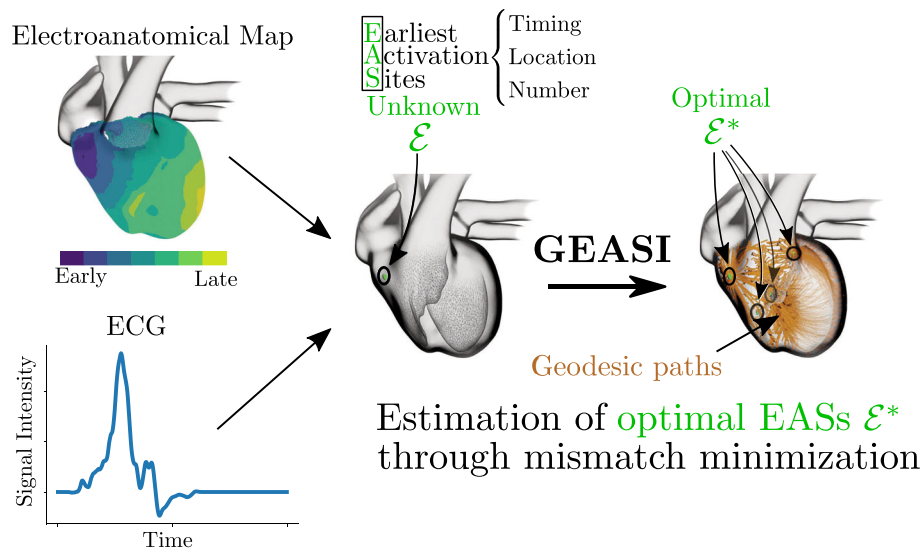 Electroanatomical Map
Early
Late
ECG
Signal Intensity
Time
Earliest
Activation
Sites
Timing
Location
Number
Unknown
ℰ
GEASI
Optimal
ℰ*
Geodesic paths
Estimation of optimal EASs ℰ*
through mismatch minimization